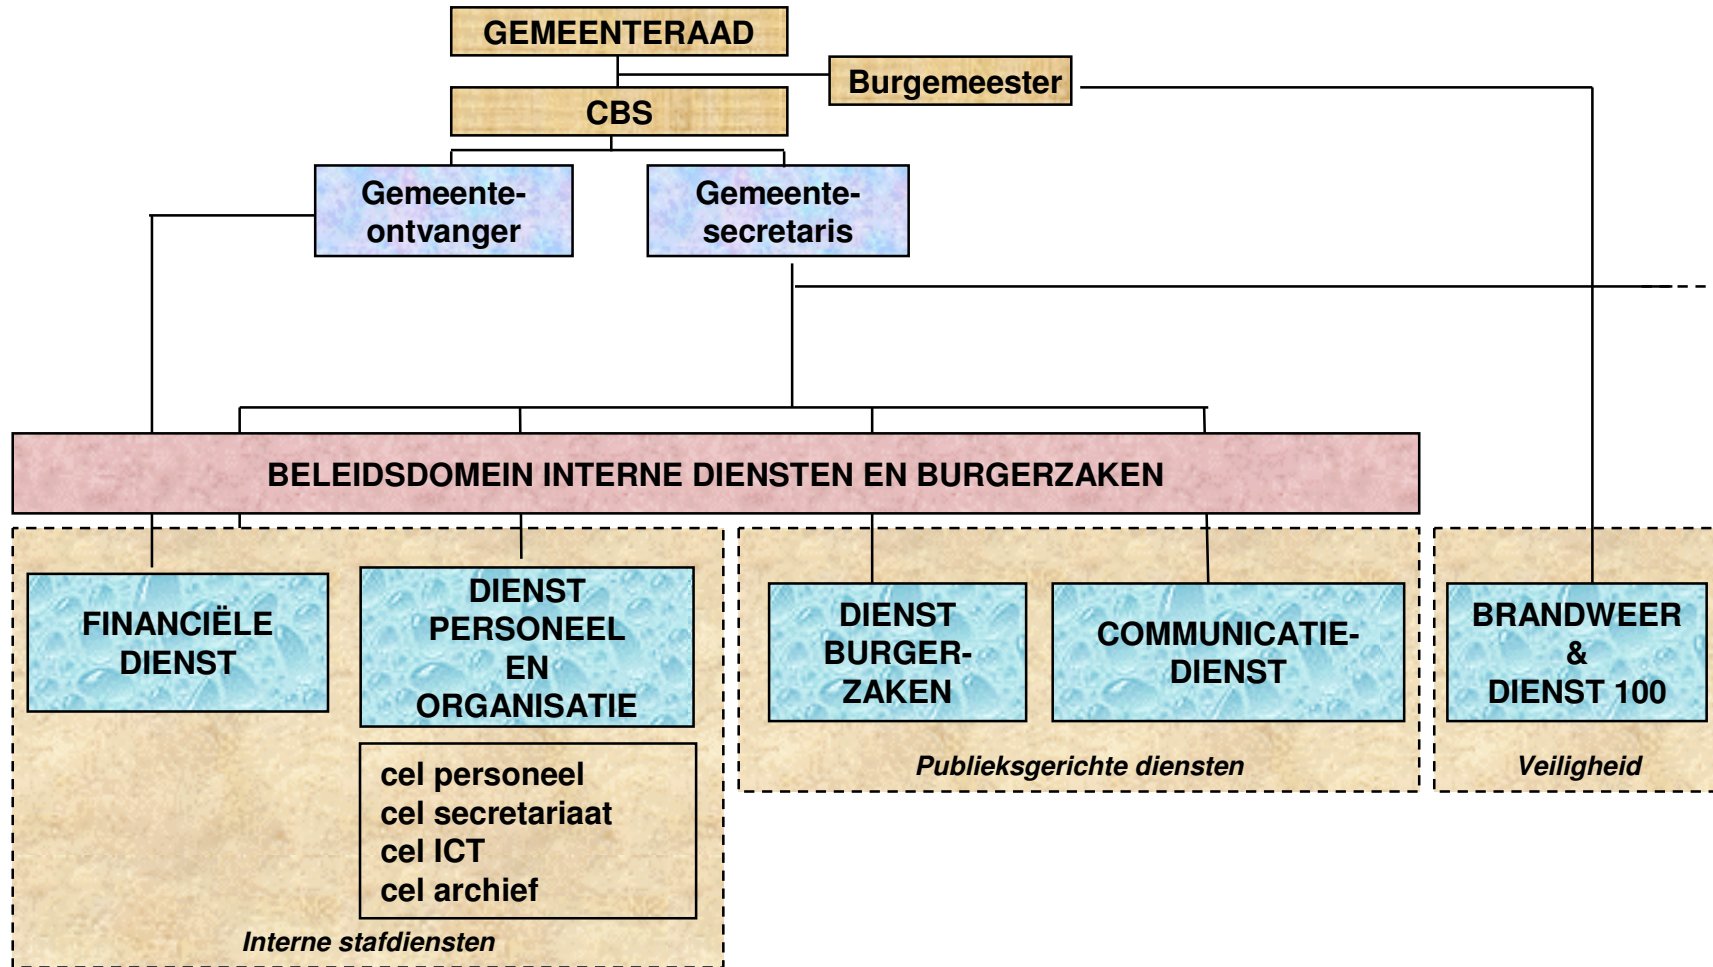 GEMEENTERAAD
Burgemeester
CBS
Gemeente-
ontvanger
Gemeente-
secretaris
BELEIDSDOMEIN INTERNE DIENSTEN EN BURGERZAKEN
FINANCIËLE
DIENST
DIENST
PERSONEEL
EN
ORGANISATIE
cel personeel
cel secretariaat
cel ICT
cel archief
Interne stafdiensten
DIENST
BURGER-
ZAKEN
COMMUNICATIE-
DIENST
Publieksgerichte diensten
BRANDWEER
&
DIENST 100
Veiligheid